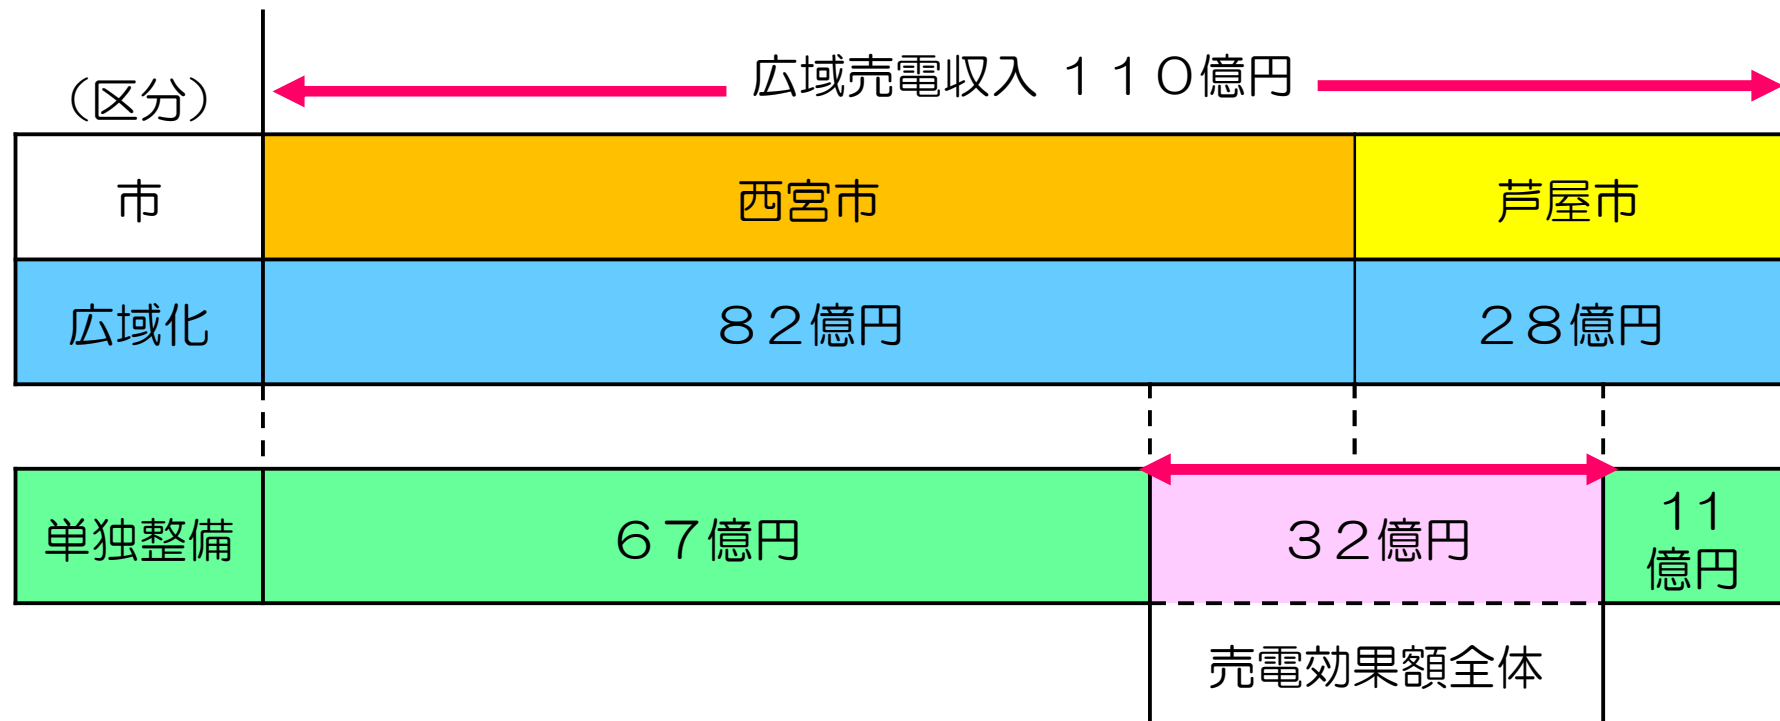 広域売電収入 １１０億円
（区分）
市
西宮市
芦屋市
広域化
８２億円
２８億円
単独整備
６７億円
３２億円
11
億円
売電効果額全体